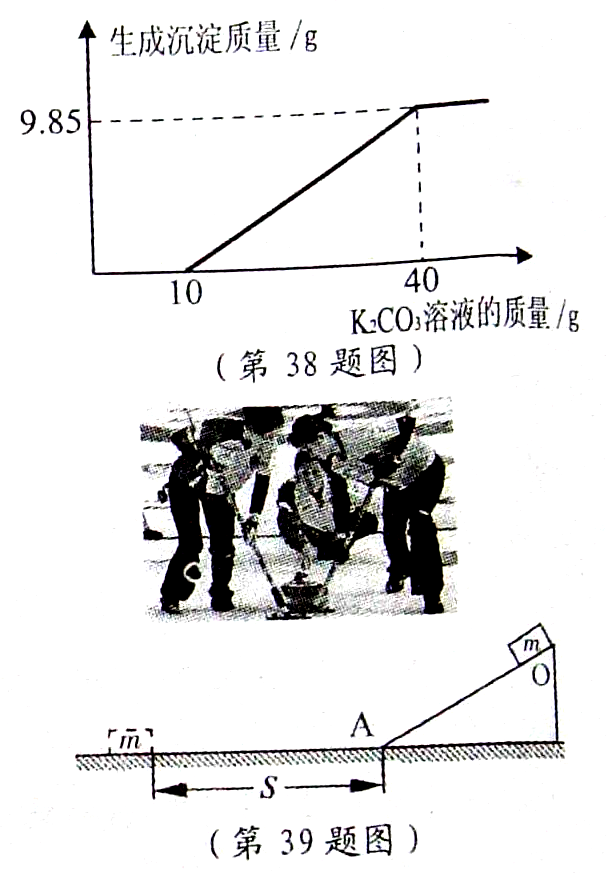 生成沉淀质量/g
9.85
10
40
K₂CO₃溶液的质量/g
(第 38 题图)
m
O
A
m
S
(第 39 题图)